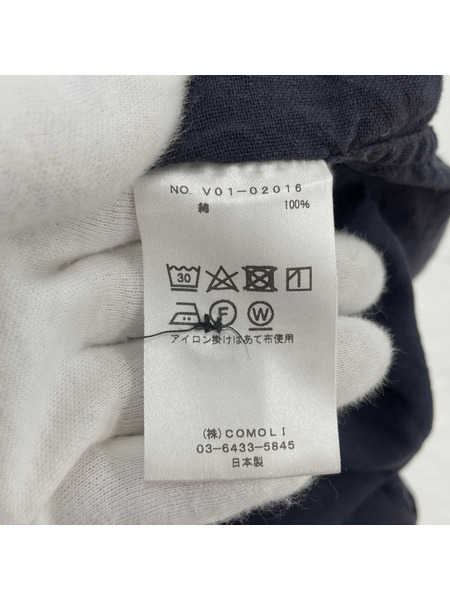 NO. V01-02016
綿 100%
30
F W
アイロン掛けはあて布使用
(株)COMOLI
03-6433-5845
日本製